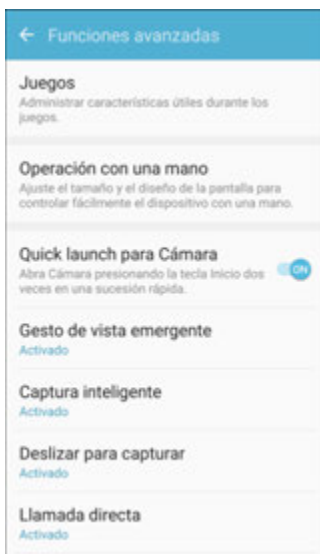 Funciones avanzadas
Juegos
Administrar características útiles durante los
juegos.
Operación con una mano
Ajuste el tamaño y el diseño de la pantalla para
controlar fácilmente el dispositivo con una mano.
Quick launch para Cámara
Abra Cámara presionando la tecla Inicio dos
veces en una sucesión rápida.
ON
Gesto de vista emergente
Activado
Captura inteligente
Activado
Deslizar para capturar
Activado
Llamada directa
Activado